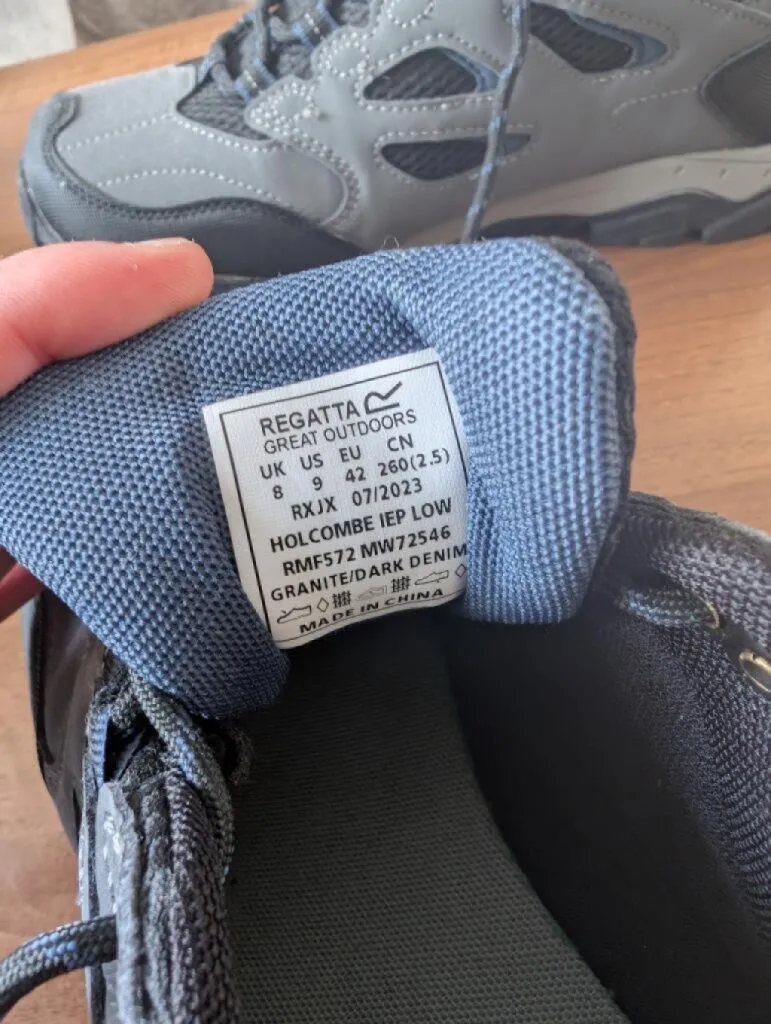 REGATTA
GREAT OUTDOORS
UK US EU CN
8 9 42 260(2.5)
RXJX 07/2023
HOLCOMBE IEP LOW
RMF572 MW72546
GRANITE/DARK DENIM
MADE IN CHINA